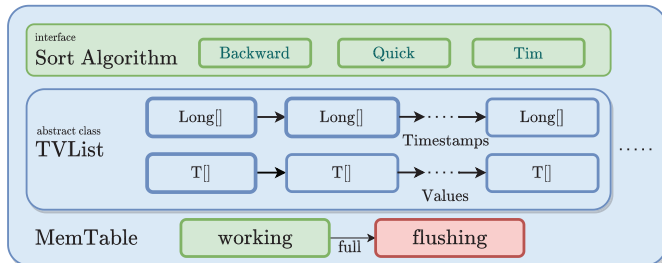 interface
Sort Algorithm
Backward
Quick
Tim
abstract class
TVList
Long[]
Long[]
Long[]
Timestamps
T[]
T[]
T[]
Values
MemTable
working
full
flushing